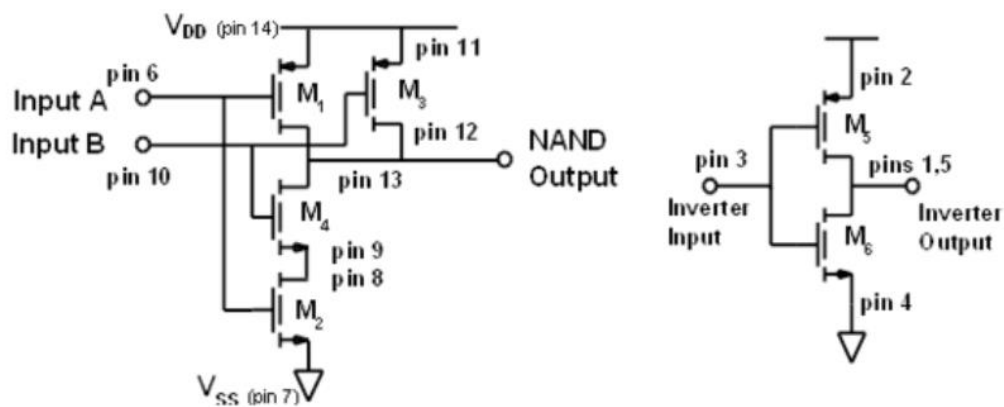 VDD (pin 14)
pin 11
pin 6
Input A
M1
M3
Input B
pin 12
NAND
Output
pin 10
pin 13
M4
pin 9
pin 8
M2
VSS (pin 7)
pin 2
M5
pin 3
pins 1,5
Inverter
Input
Inverter
Output
M6
pin 4